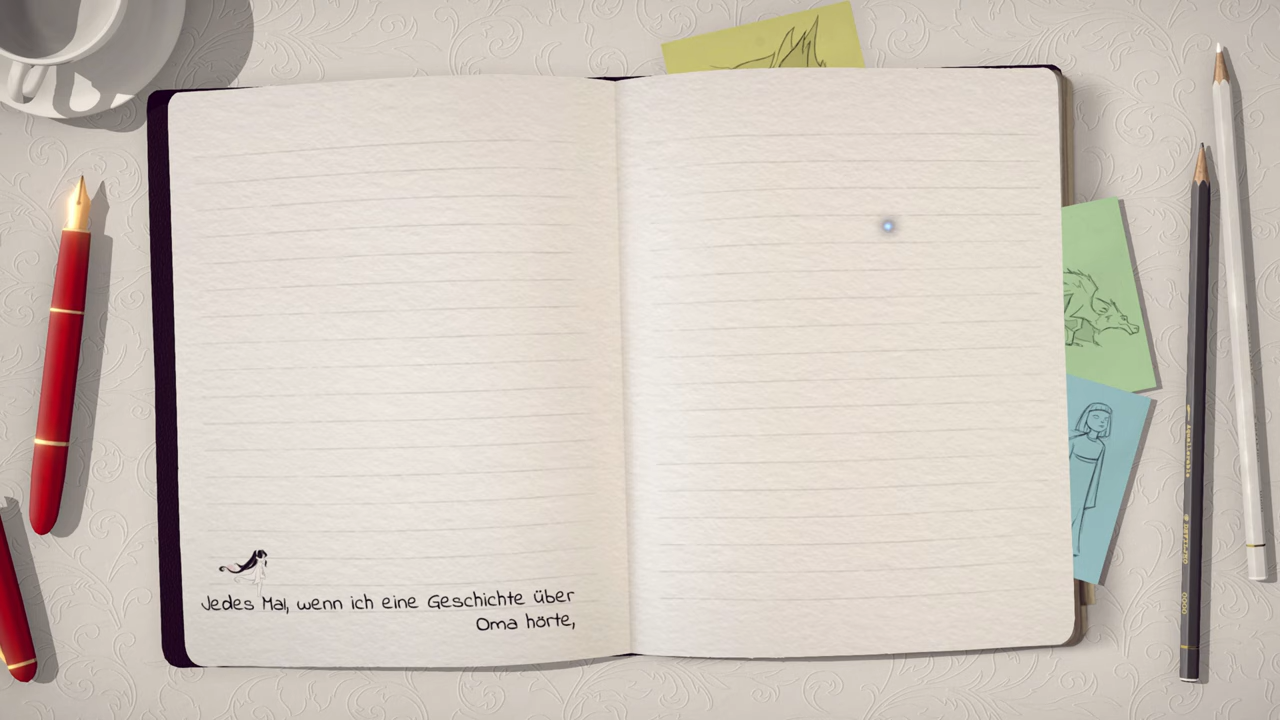 Jedes Mal, wenn ich eine Geschichte über
Oma hörte,